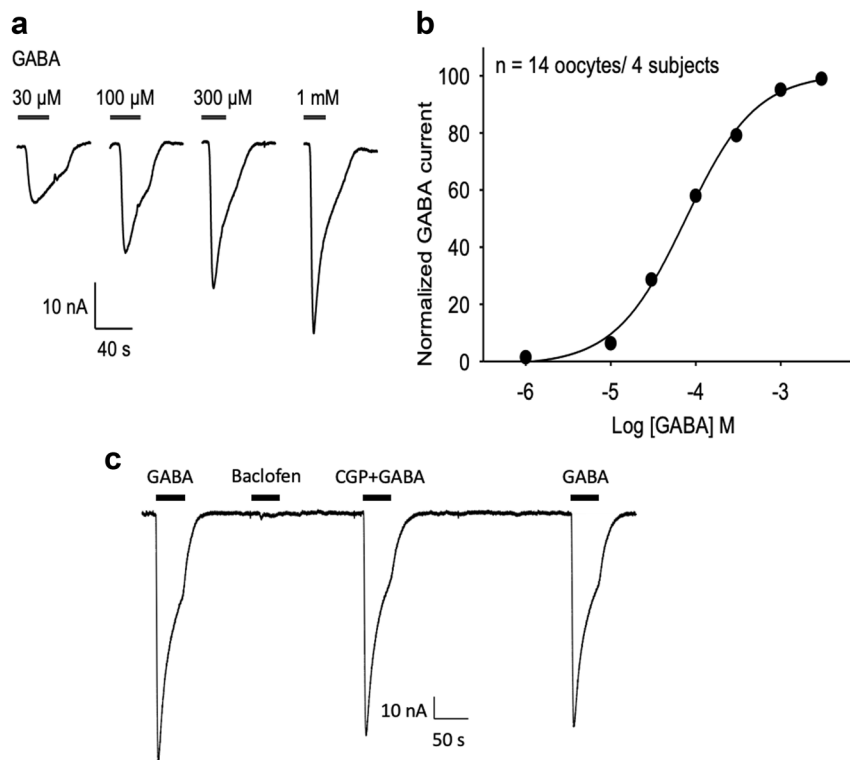 a
GABA
30 µM 100 µM 300 µM 1 mM
10 nA
40 s
b
n = 14 oocytes/ 4 subjects
Normalized GABA current
100
80
60
40
20
0
-6 -5 -4 -3
Log [GABA] M
c
GABA Baclofen CGP+GABA GABA
10 nA
50 s